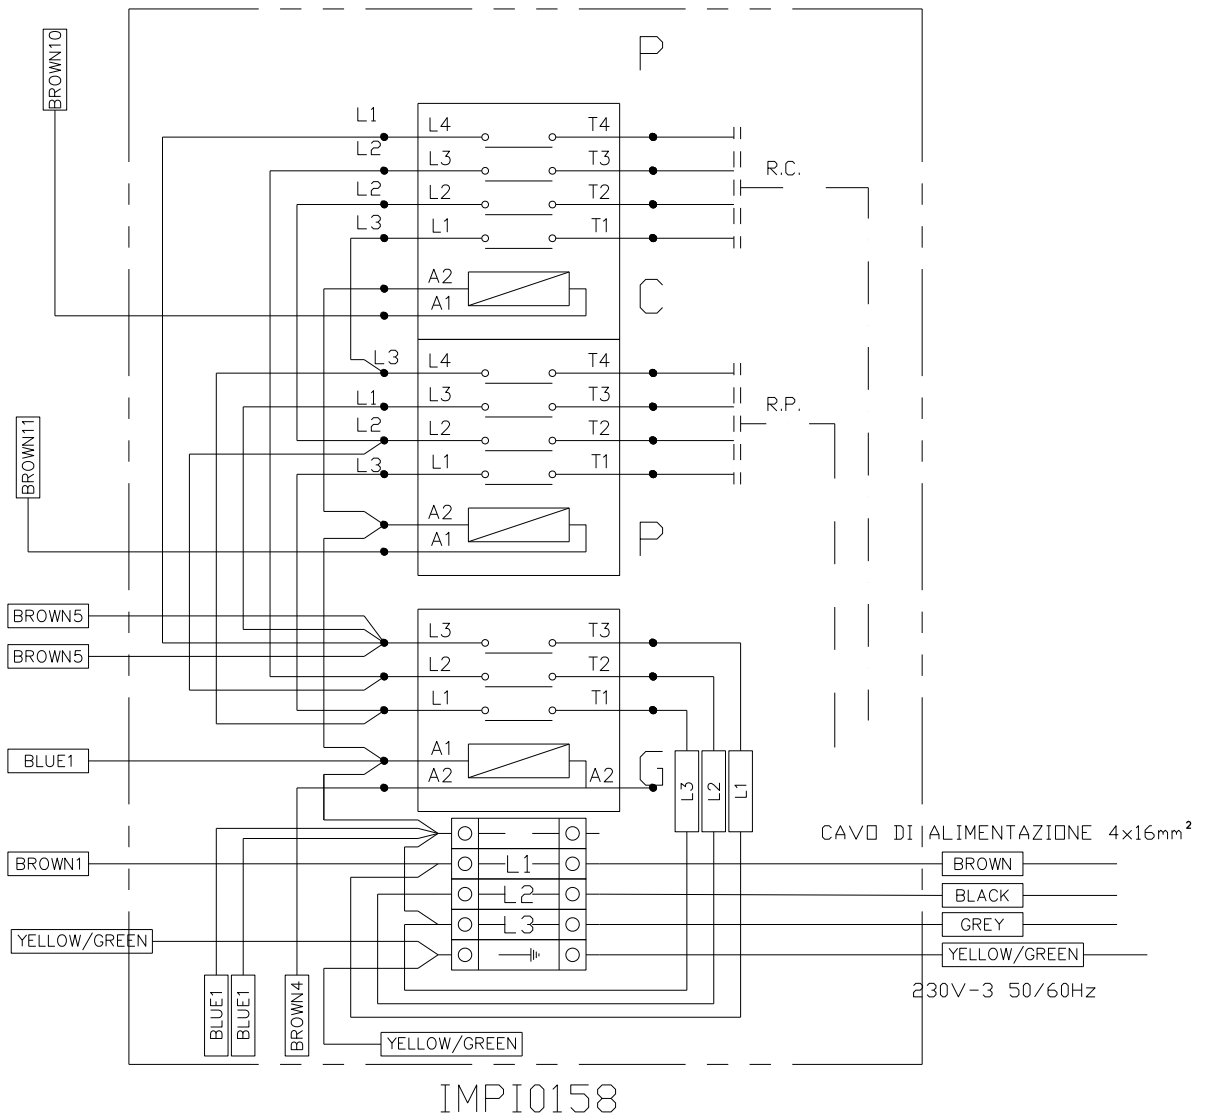 BROWN10
P
L1
L4
T4
L2
L3
T3
R.C.
L2
L2
T2
L3
L1
T1
A2
A1
C
L3
L4
T4
L1
L3
T3
R.P.
L2
L2
T2
BROWN11
L3
L1
T1
A2
A1
P
BROWN5
L3
T3
BROWN5
L2
T2
L1
T1
BLUE1
A1
A2
A2
G
L3
L2
L1
CAVO DI ALIMENTAZIONE 4x16mm²
BROWN1
L1
BROWN
L2
BLACK
L3
GREY
YELLOW/GREEN
YELLOW/GREEN
230V-3 50/60Hz
BLUE1
BLUE1
BROWN4
YELLOW/GREEN
IMPI0158